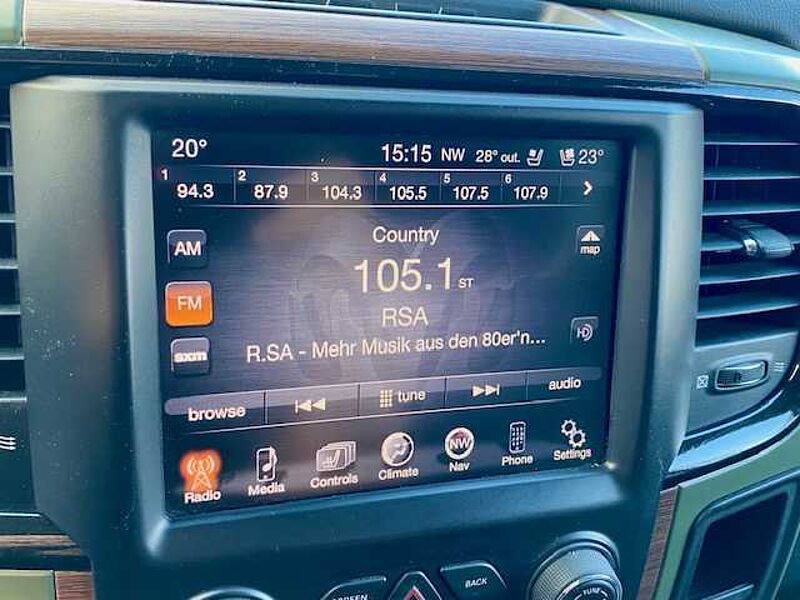 20° 15:15 NW 28° out. 23°
1 94.3 2 87.9 3 104.3 4 105.5 5 107.5 6 107.9
Country
AM
map
105.1 ST
FM
RSA
HD
sxm
R.SA - Mehr Musik aus den 80er'n...
browse tune audio
NW
Radio Media Controls Climate Nav Phone Settings
SCREEN BACK
TUNE